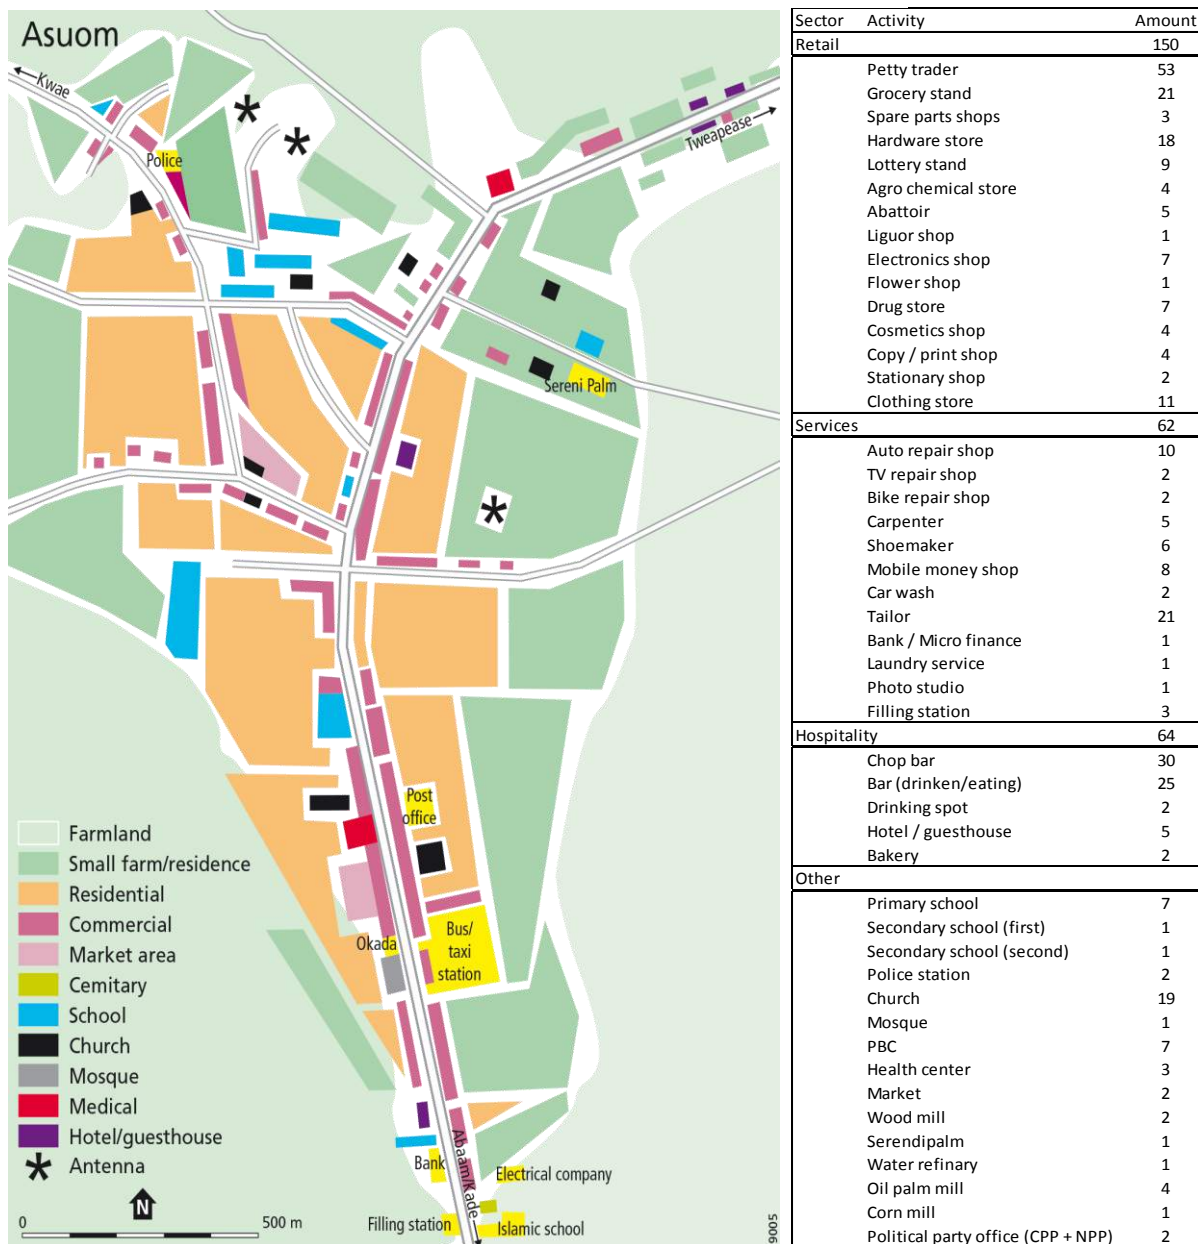 Asuom
Kwae
Police
Tweapease
Sereni Palm
Post
office
Okada
Bus/
taxi
station
Bank
Abaam/Kade
Electrical company
Filling station
Islamic school
Farmland
Small farm/residence
Residential
Commercial
Market area
Cemitary
School
Church
Mosque
Medical
Hotel/guesthouse
Antenna
N
0 500 m
9005
Sector Activity Amount
Retail 150
Petty trader 53
Grocery stand 21
Spare parts shops 3
Hardware store 18
Lottery stand 9
Agro chemical store 4
Abattoir 5
Liguor shop 1
Electronics shop 7
Flower shop 1
Drug store 7
Cosmetics shop 4
Copy / print shop 4
Stationary shop 2
Clothing store 11
Services 62
Auto repair shop 10
TV repair shop 2
Bike repair shop 2
Carpenter 5
Shoemaker 6
Mobile money shop 8
Car wash 2
Tailor 21
Bank / Micro finance 1
Laundry service 1
Photo studio 1
Filling station 3
Hospitality 64
Chop bar 30
Bar (drinken/eating) 25
Drinking spot 2
Hotel / guesthouse 5
Bakery 2
Other
Primary school 7
Secondary school (first) 1
Secondary school (second) 1
Police station 2
Church 19
Mosque 1
PBC 7
Health center 3
Market 2
Wood mill 2
Serendipalm 1
Water refinary 1
Oil palm mill 4
Corn mill 1
Political party office (CPP + NPP) 2